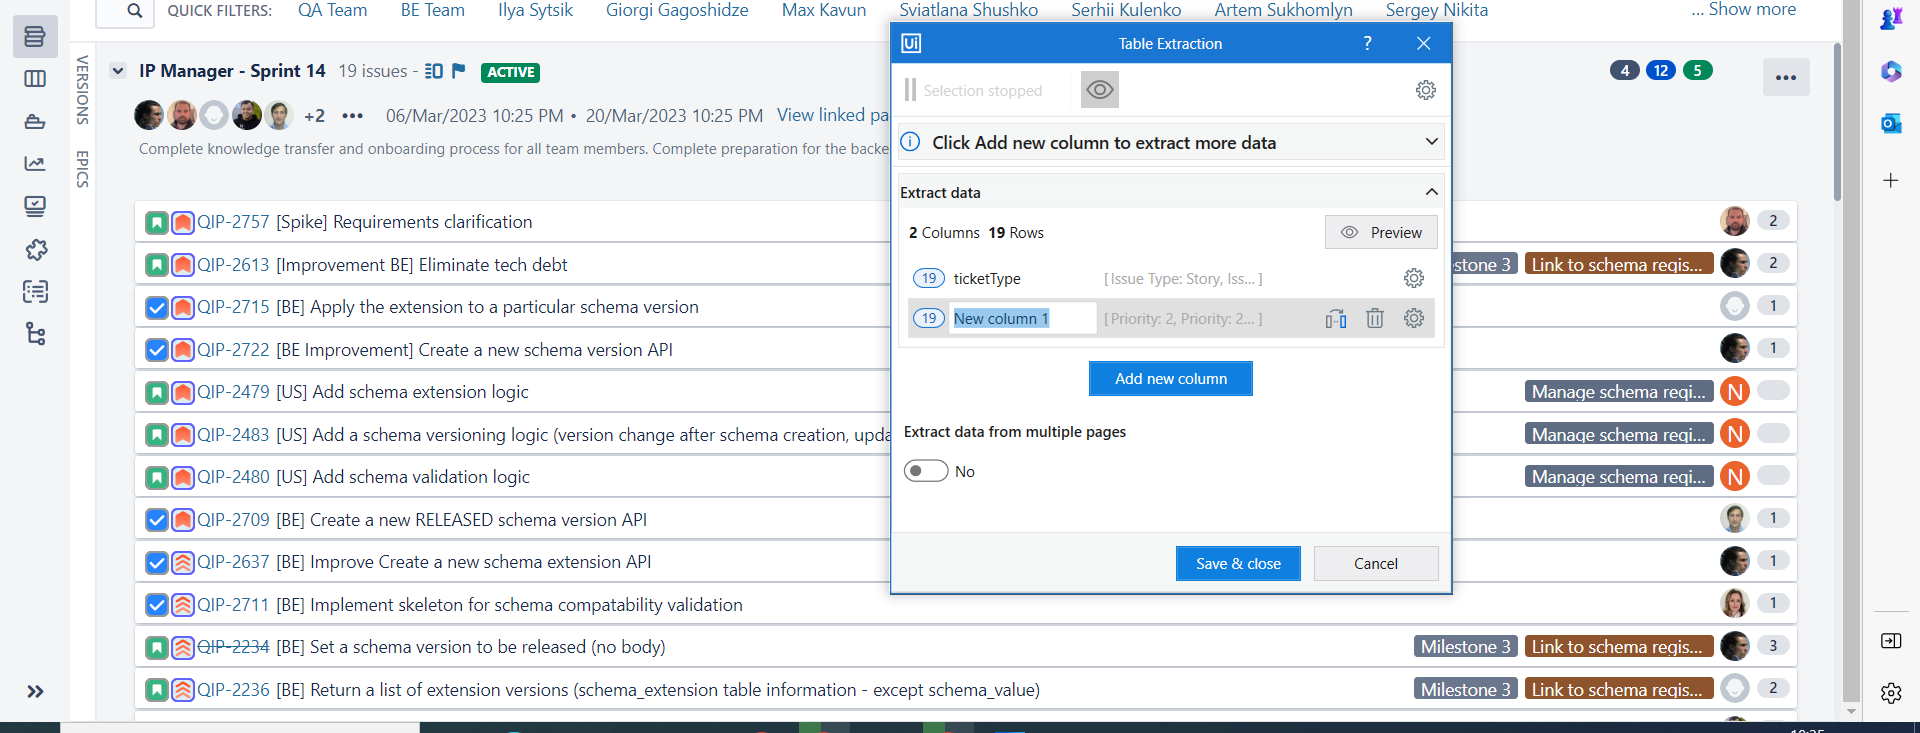 QUICK FILTERS: QA Team BE Team Ilya Sytsik Giorgi Gagoshidze Max Kavun Sviatlana Shushko Serhii Kulenko Artem Sukhomlyn Sergey Nikita ... Show more
VERSIONS
EPICS
IP Manager - Sprint 14 19 issues - ACTIVE
4 12 5
+2 06/Mar/2023 10:25 PM • 20/Mar/2023 10:25 PM View linked pa
Complete knowledge transfer and onboarding process for all team members. Complete preparation for the backe
QIP-2757 [Spike] Requirements clarification 2
QIP-2613 [Improvement BE] Eliminate tech debt stone 3 Link to schema regis... 2
QIP-2715 [BE] Apply the extension to a particular schema version 1
QIP-2722 [BE Improvement] Create a new schema version API 1
QIP-2479 [US] Add schema extension logic Manage schema regi... N
QIP-2483 [US] Add a schema versioning logic (version change after schema creation, upda Manage schema regi... N
QIP-2480 [US] Add schema validation logic Manage schema regi... N
QIP-2709 [BE] Create a new RELEASED schema version API 1
QIP-2637 [BE] Improve Create a new schema extension API 1
QIP-2711 [BE] Implement skeleton for schema compatability validation 1
QIP-2234 [BE] Set a schema version to be released (no body) Milestone 3 Link to schema regis... 3
QIP-2236 [BE] Return a list of extension versions (schema_extension table information - except schema_value) Milestone 3 Link to schema regis... 2
Ui Table Extraction ?
Selection stopped
Click Add new column to extract more data
Extract data
2 Columns 19 Rows Preview
19 ticketType [ Issue Type: Story, Iss... ]
19 New column 1 [ Priority: 2, Priority: 2... ]
Add new column
Extract data from multiple pages
No
Save & close Cancel